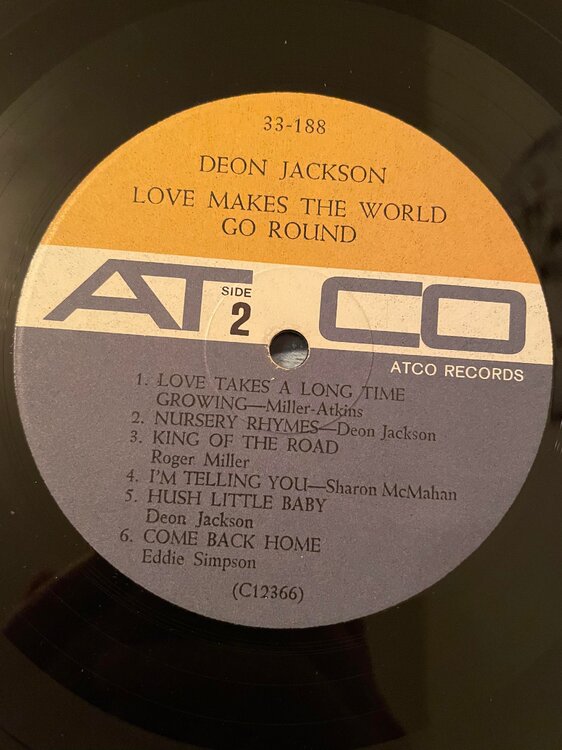 33-188
DEON JACKSON
LOVE MAKES THE WORLD
GO ROUND
ATCO
SIDE
2
ATCO RECORDS
1. LOVE TAKES A LONG TIME
GROWING—Miller-Atkins
2. NURSERY RHYMES—Deon Jackson
3. KING OF THE ROAD
Roger Miller
4. I'M TELLING YOU—Sharon McMahan
5. HUSH LITTLE BABY
Deon Jackson
6. COME BACK HOME
Eddie Simpson
(C12366)